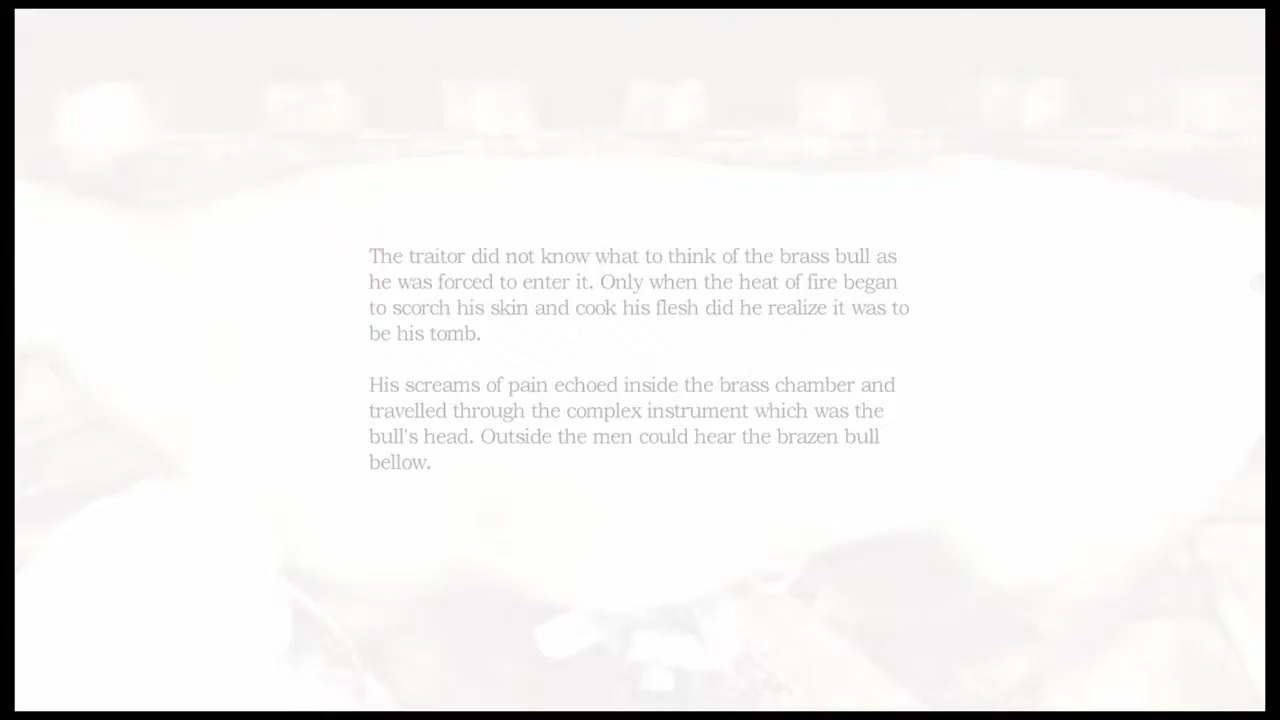 The traitor did not know what to think of the brass bull as
he was forced to enter it. Only when the heat of fire began
to scorch his skin and cook his flesh did he realize it was to
be his tomb.
His screams of pain echoed inside the brass chamber and
travelled through the complex instrument which was the
bull's head. Outside the men could hear the brazen bull
bellow.